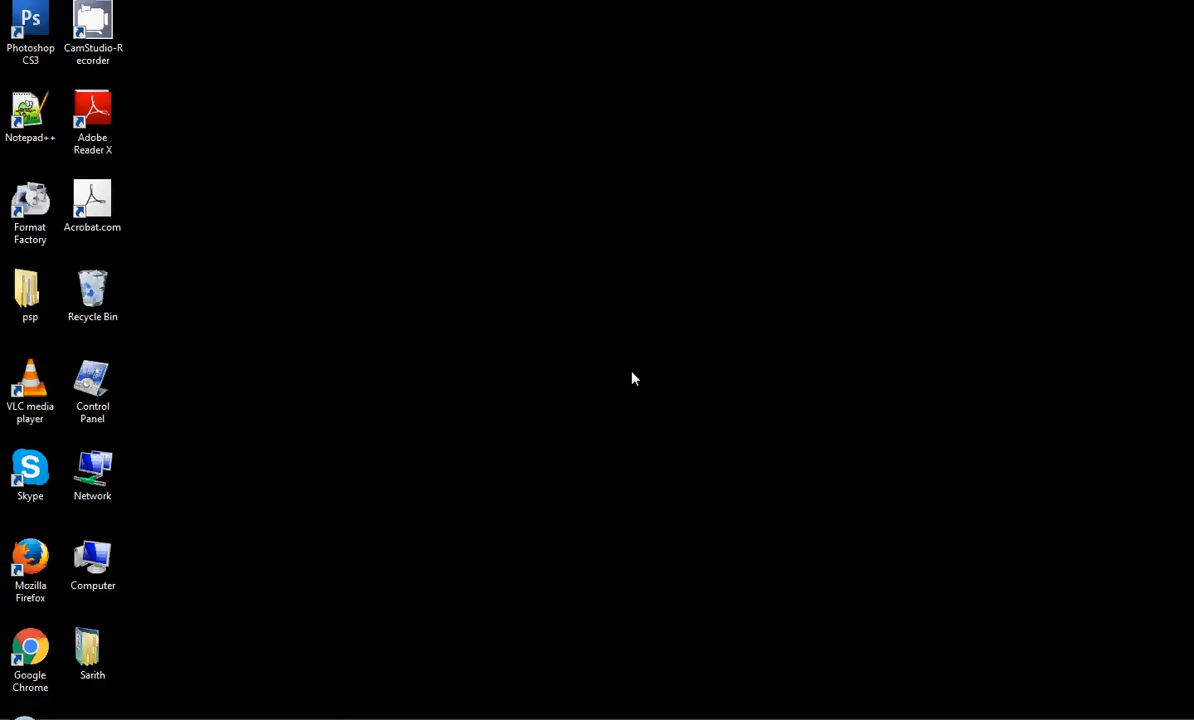 Ps
Photoshop
CS3
CamStudio-R
ecorder
Notepad++
Adobe
Reader X
Format
Factory
Acrobat.com
psp
Recycle Bin
VLC media
player
Control
Panel
S
Skype
Network
Mozilla
Firefox
Computer
Google
Chrome
Sarith